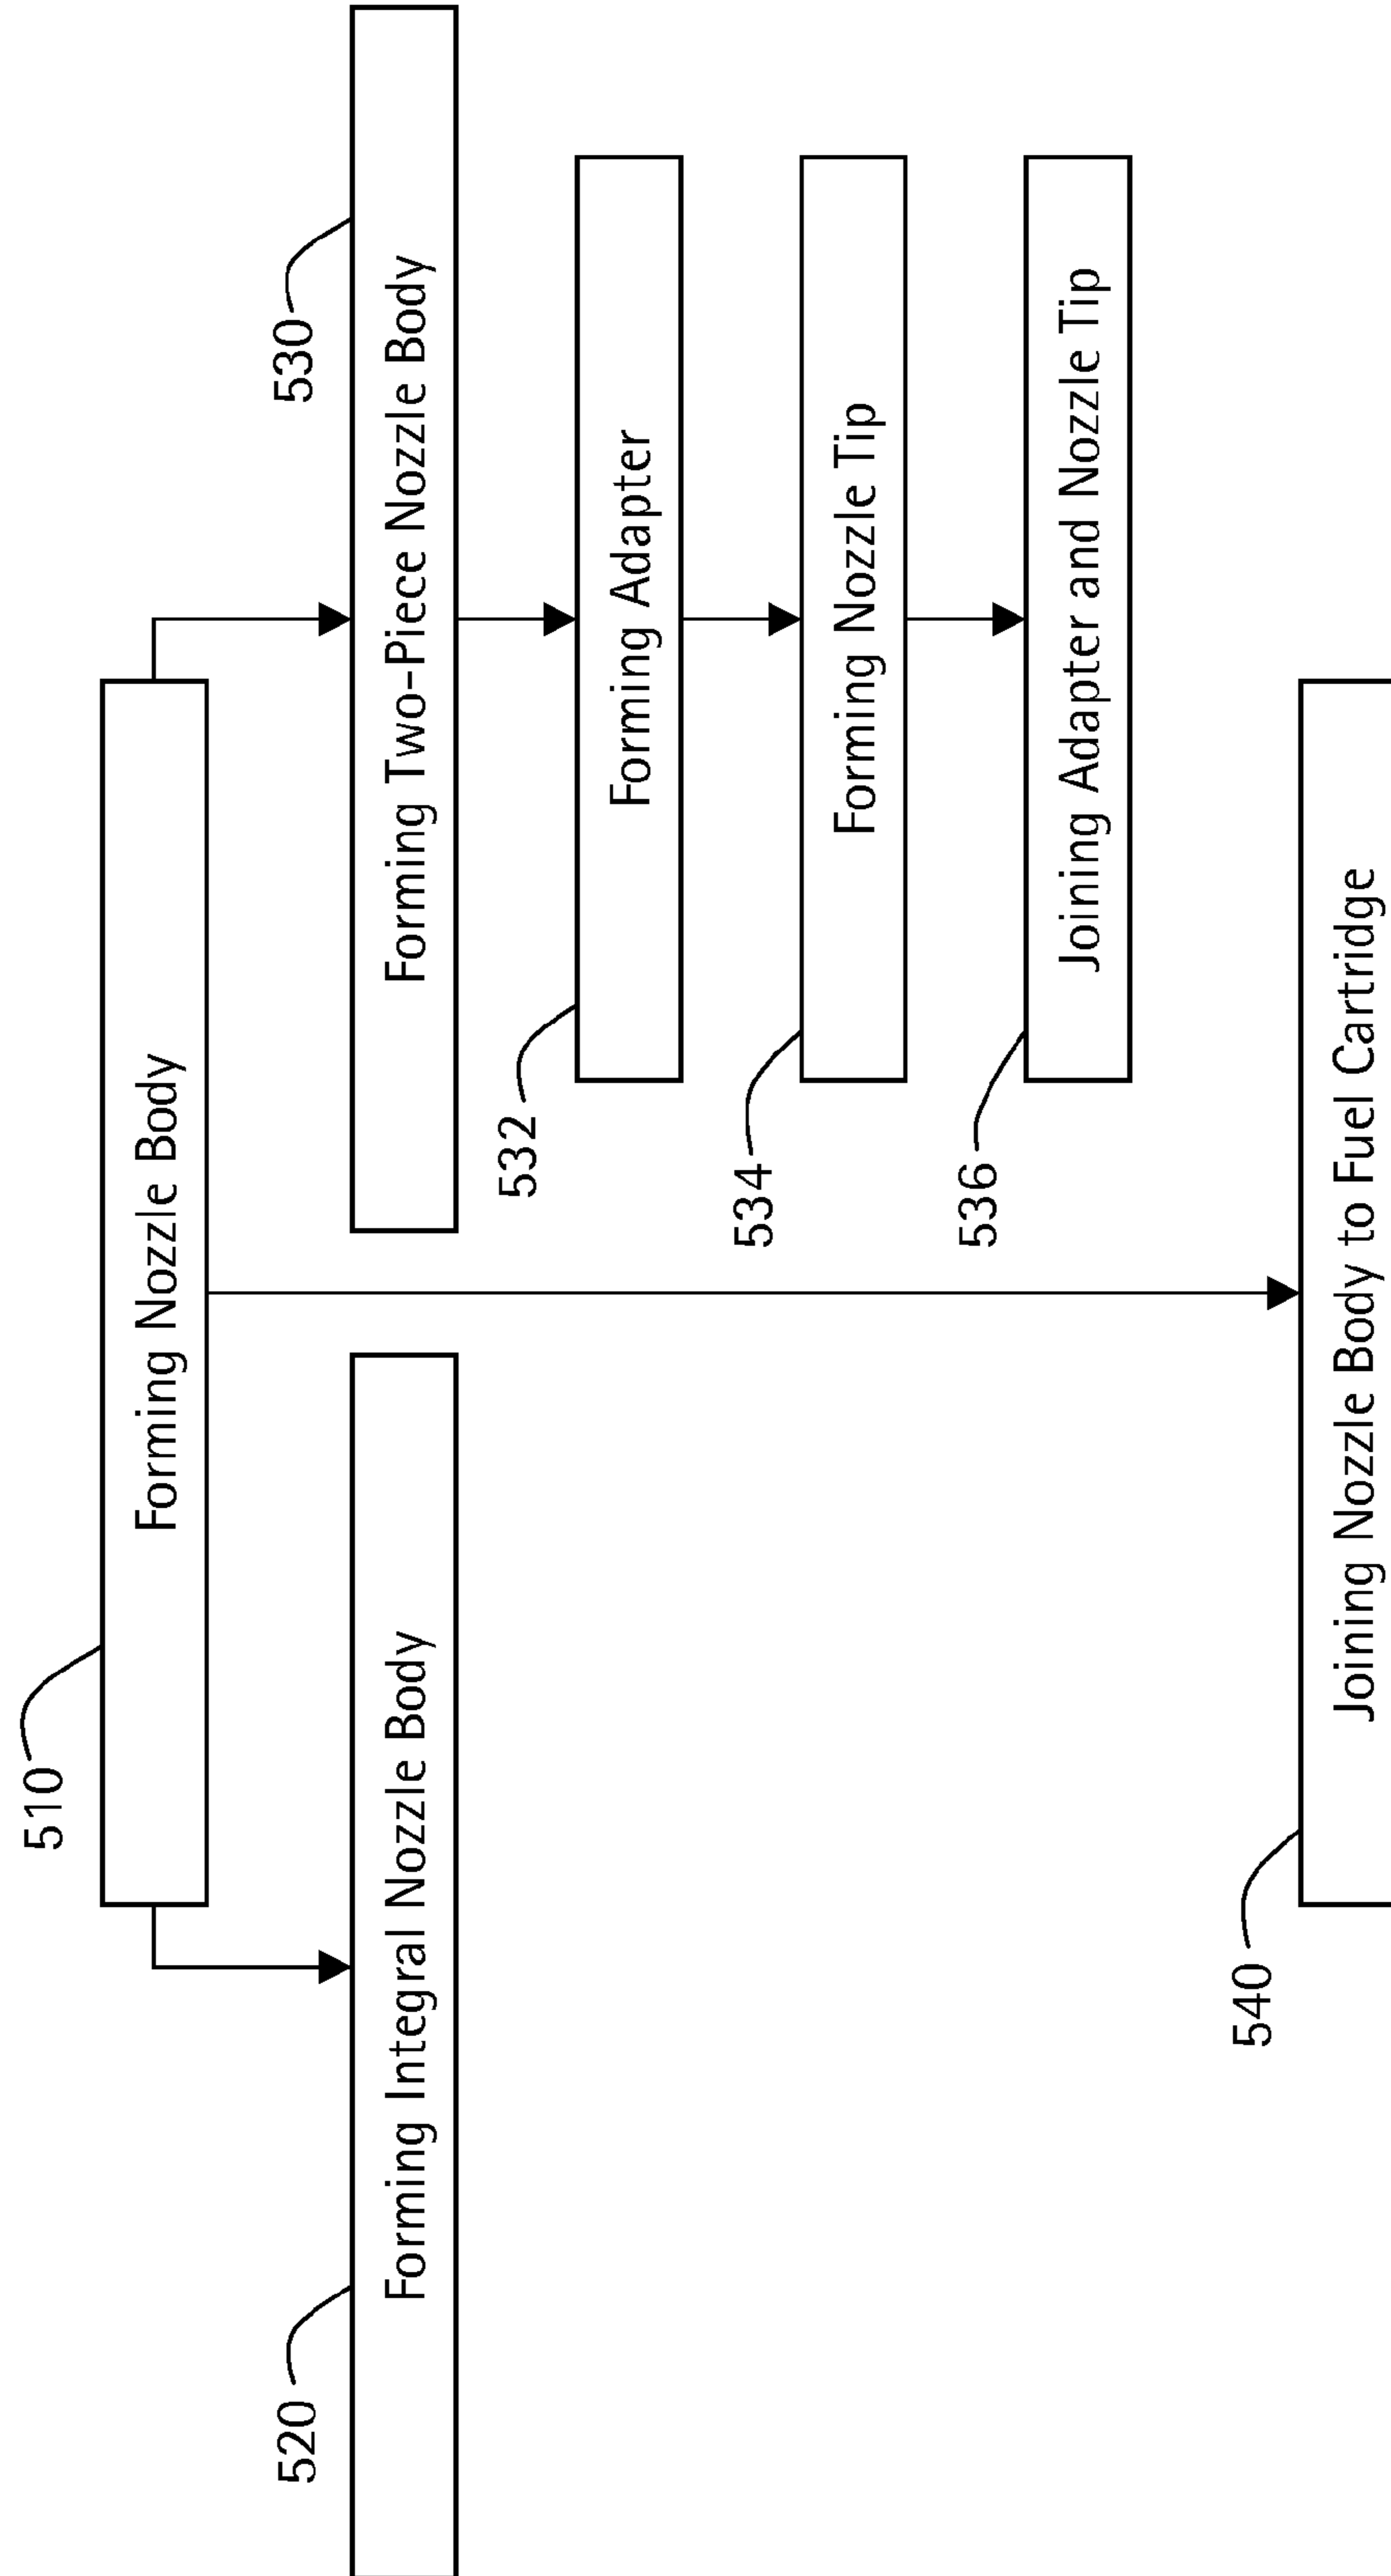 510
Forming Nozzle Body
520
Forming Integral Nozzle Body
530
Forming Two-Piece Nozzle Body
532
Forming Adapter
534
Forming Nozzle Tip
536
Joining Adapter and Nozzle Tip
540
Joining Nozzle Body to Fuel Cartridge